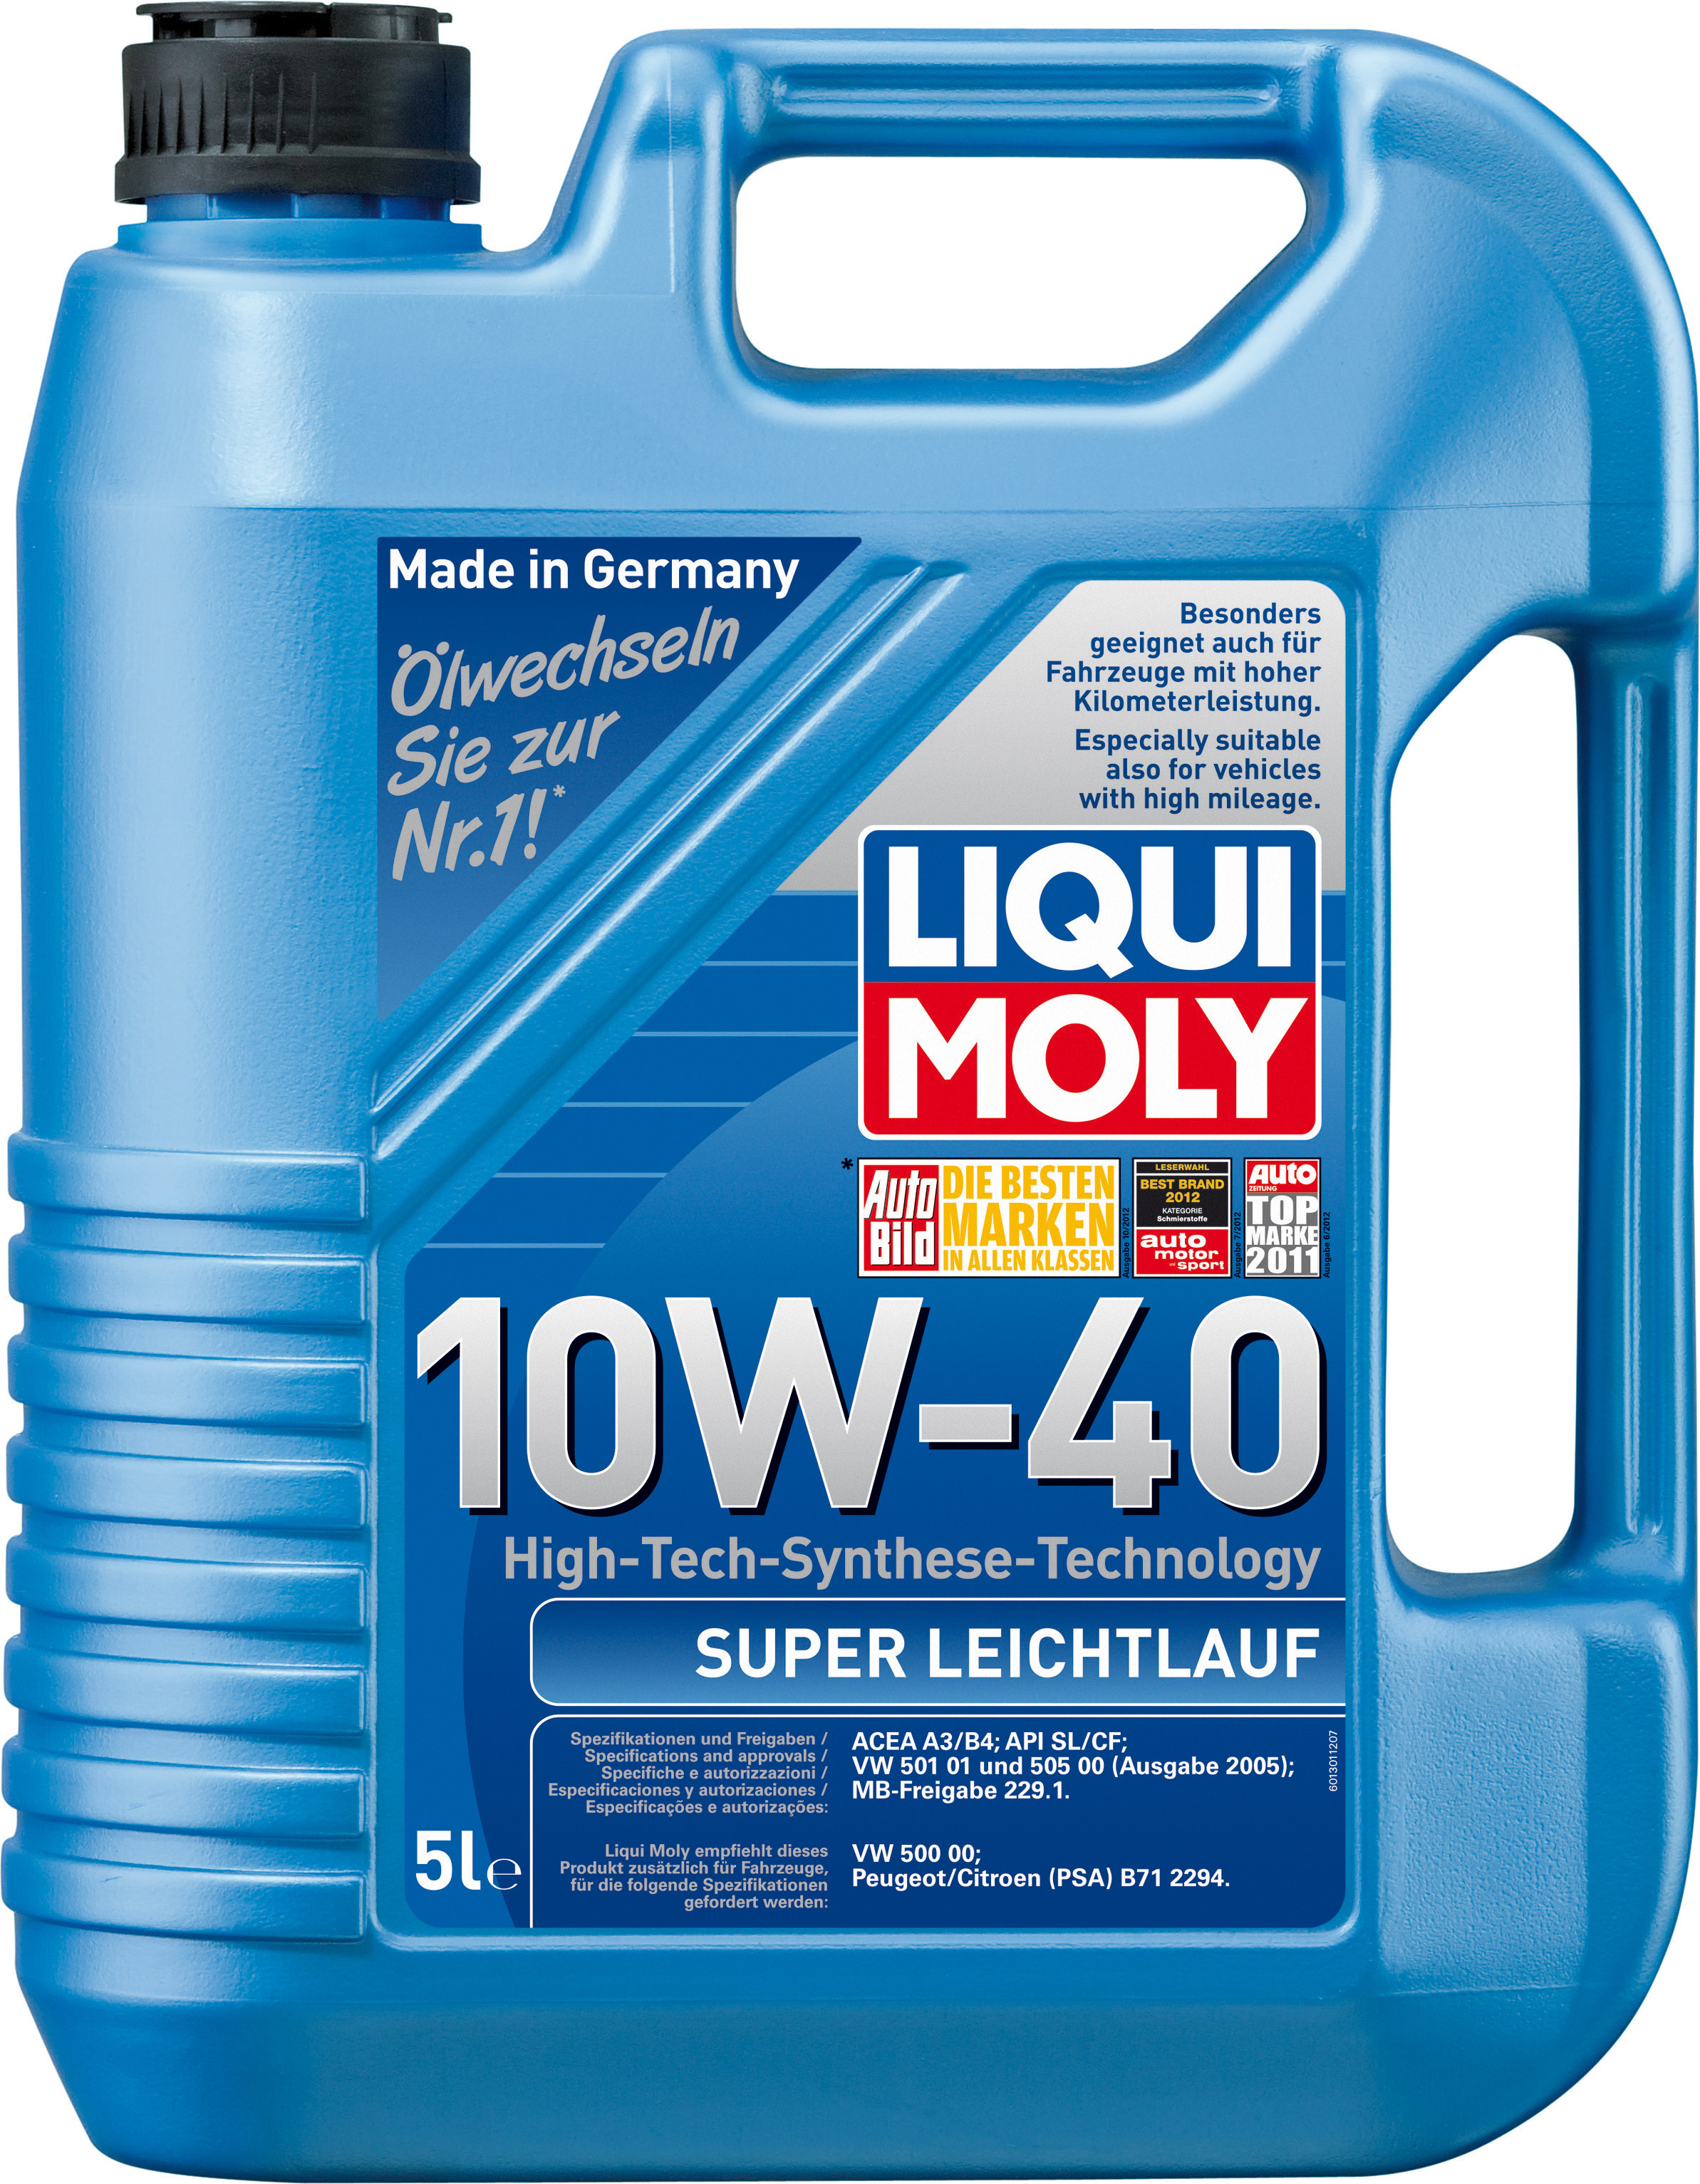 Made in Germany
Ölwechseln
Sie zur
Nr.1!*
Besonders
geeignet auch für
Fahrzeuge mit hoher
Kilometerleistung.
Especially suitable
also for vehicles
with high mileage.
LIQUI
MOLY
*
Auto
Bild
DIE BESTEN
MARKEN
IN ALLEN KLASSEN
Ausgabe 10/2012
LESERWAHL
BEST BRAND
2012
KATEGORIE
Schmierstoffe
auto
motor
und sport
Ausgabe 7/2012
Auto
ZEITUNG
TOP
MARKE
2011
Ausgabe 6/2012
10W-40
High-Tech-Synthese-Technology
SUPER LEICHTLAUF
Spezifikationen und Freigaben /
Specifications and approvals /
Specifiche e autorizzazioni /
Especificaciones y autorizaciones /
Especificações e autorizações:
ACEA A3/B4; API SL/CF;
VW 501 01 und 505 00 (Ausgabe 2005);
MB-Freigabe 229.1.
6013011207
Liqui Moly empfiehlt dieses
Produkt zusätzlich für Fahrzeuge,
für die folgende Spezifikationen
gefordert werden:
VW 500 00;
Peugeot/Citroen (PSA) B71 2294.
5l e